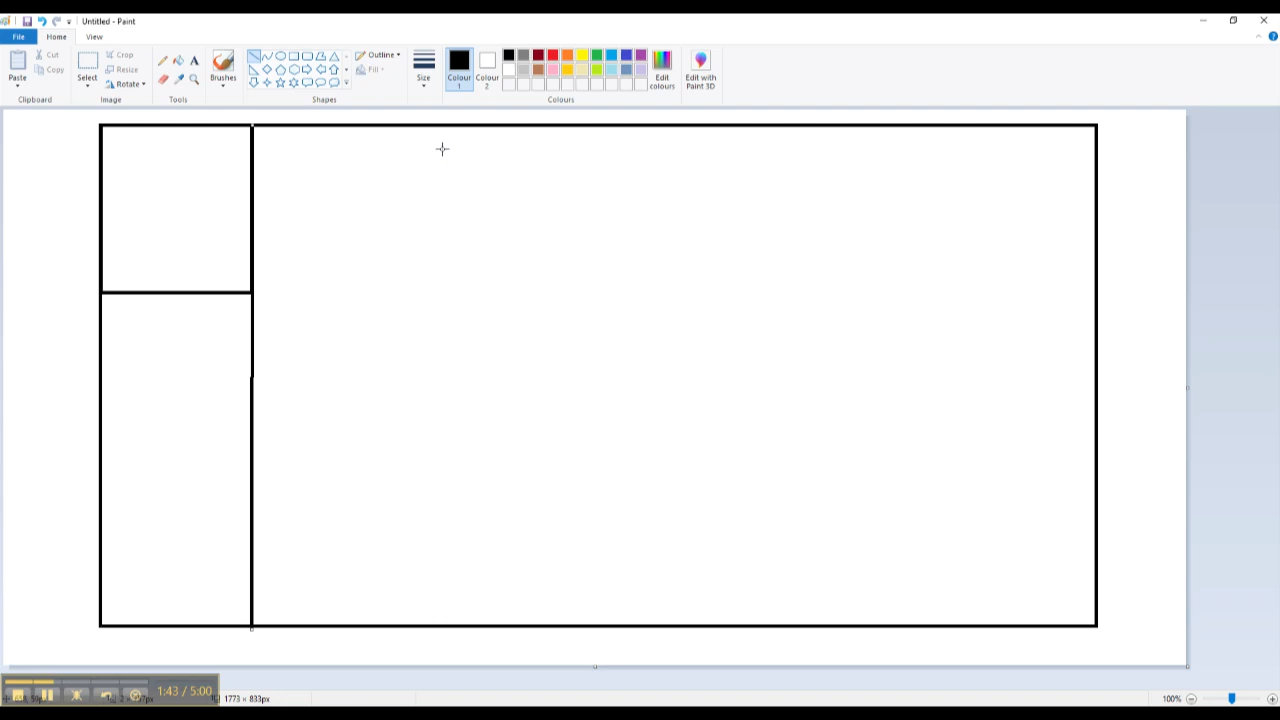 Untitled - Paint
File
Home
View
Paste
Cut
Copy
Clipboard
Select
Crop
Resize
Rotate
Image
A
Tools
Brushes
Outline
Fill
Shapes
Size
Colour
1
Colour
2
Edit
colours
Edit with
Paint 3D
Colours
1:43 / 5:00
1773 × 833px
100%